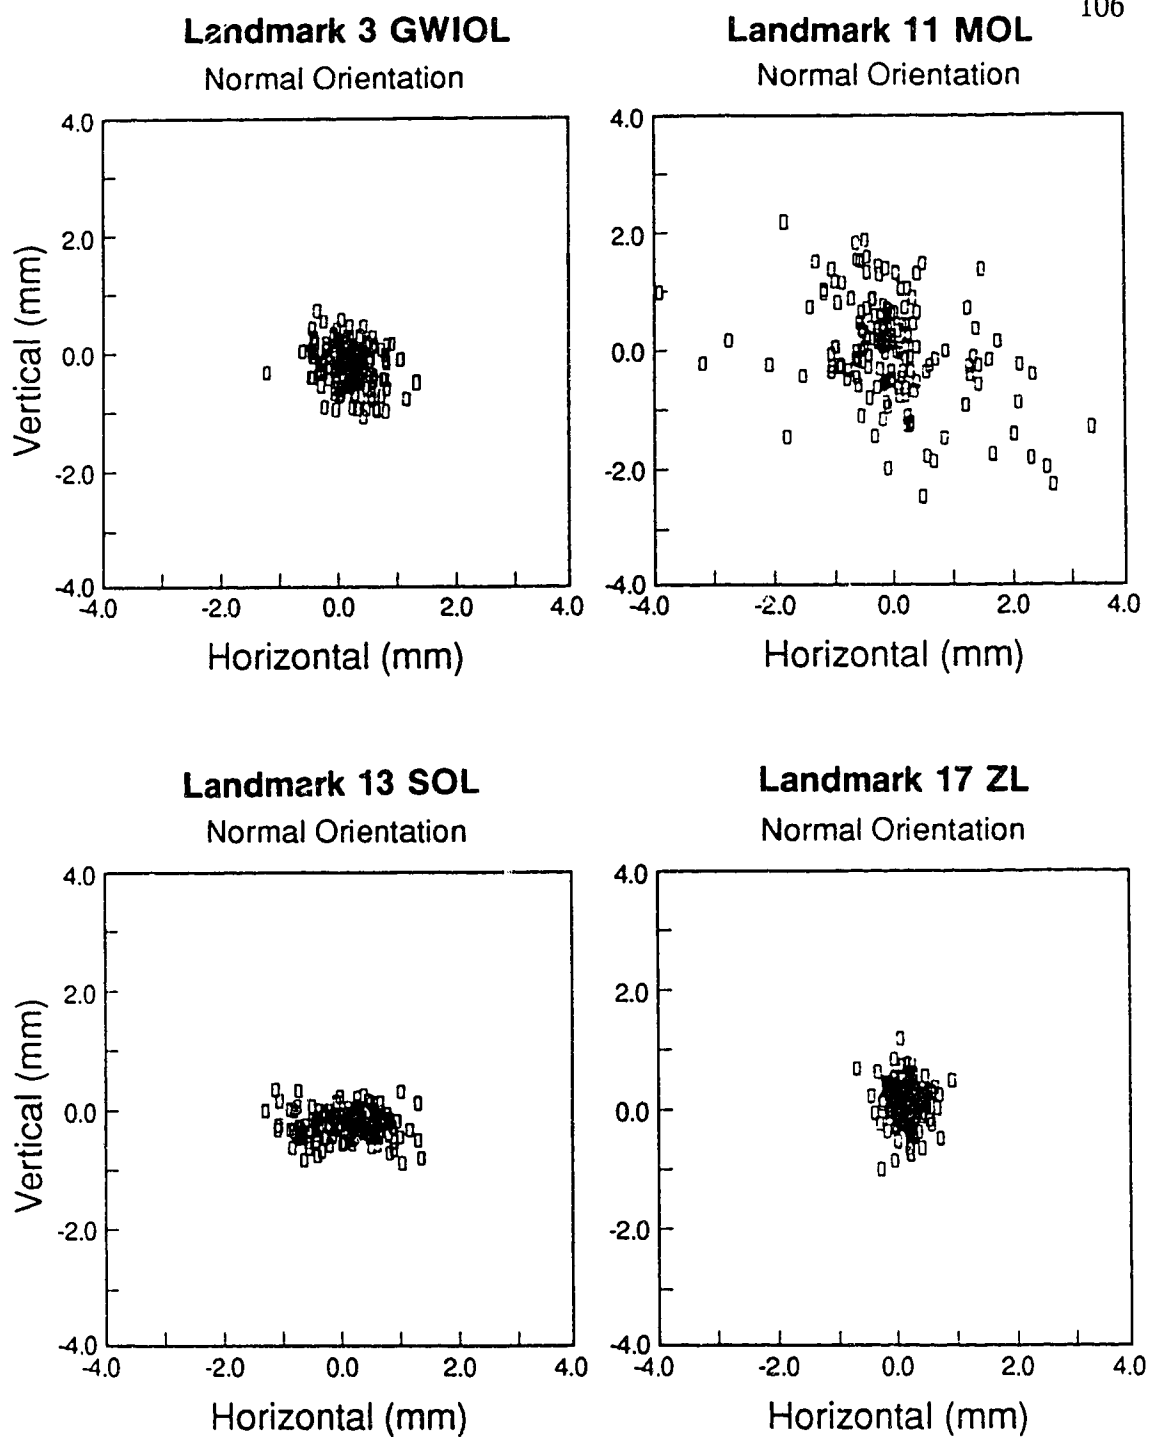 106
Landmark 3 GWIOL
Normal Orientation
4.0
2.0
0.0
-2.0
-4.0
Vertical (mm)
-4.0 -2.0 0.0 2.0 4.0
Horizontal (mm)
Landmark 11 MOL
Normal Orientation
4.0
2.0
0.0
-2.0
-4.0
-4.0 -2.0 0.0 2.0 4.0
Horizontal (mm)
Landmark 13 SOL
Normal Orientation
4.0
2.0
0.0
-2.0
-4.0
Vertical (mm)
-4.0 -2.0 0.0 2.0 4.0
Horizontal (mm)
Landmark 17 ZL
Normal Orientation
4.0
2.0
0.0
-2.0
-4.0
-4.0 -2.0 0.0 2.0 4.0
Horizontal (mm)